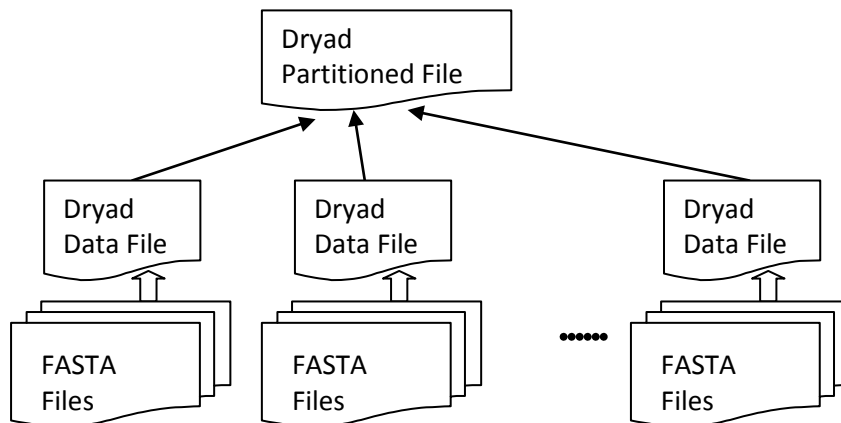 Dryad
Partitioned File
Dryad
Data File
Dryad
Data File
Dryad
Data File
FASTA
Files
FASTA
Files
FASTA
Files